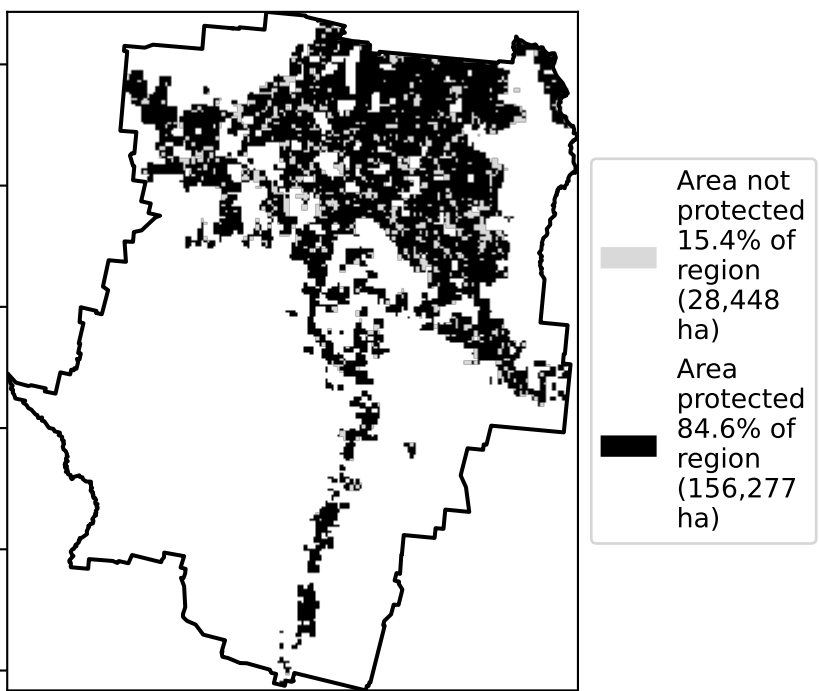 Area not
protected
15.4% of
region
(28,448
ha)
Area
protected
84.6% of
region
(156,277
ha)